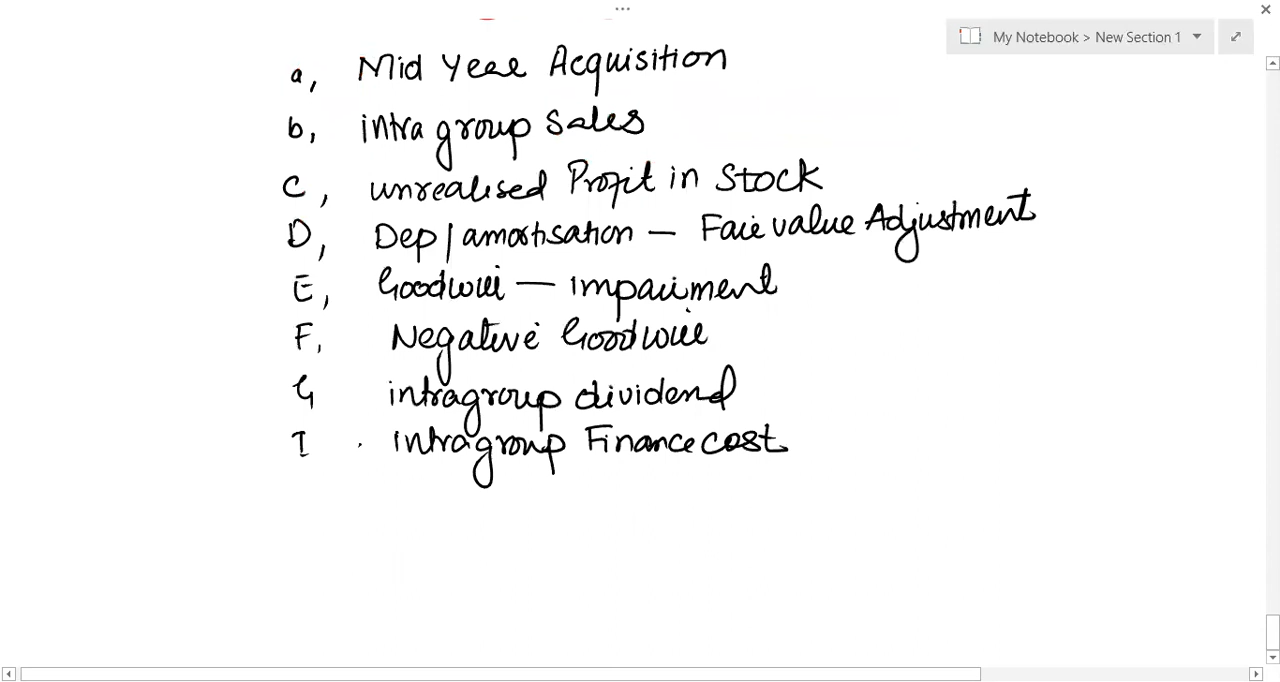 My Notebook > New Section 1
a, Mid Year Acquisition
b, intra group Sales
C, unrealised Profit in Stock
D, Dep/amortisation — Fair value Adjustment
E, Goodwill — impairment
F, Negative Goodwill
G intragroup dividend
I . intragroup Finance cost